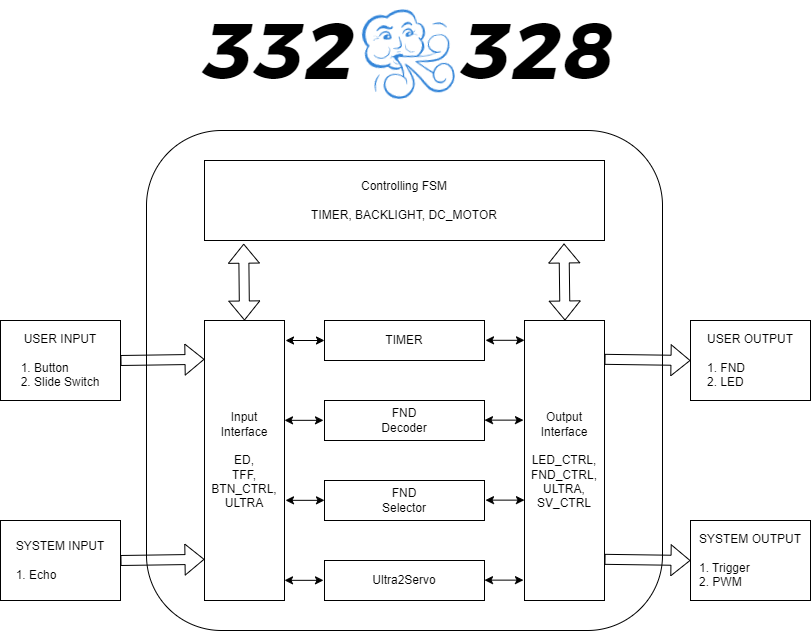 332 328
Controlling FSM
TIMER, BACKLIGHT, DC_MOTOR
USER INPUT
1. Button
2. Slide Switch
SYSTEM INPUT
1. Echo
Input
Interface
ED,
TFF,
BTN_CTRL,
ULTRA
TIMER
FND
Decoder
FND
Selector
Ultra2Servo
Output
Interface
LED_CTRL,
FND_CTRL,
ULTRA,
SV_CTRL
USER OUTPUT
1. FND
2. LED
SYSTEM OUTPUT
1. Trigger
2. PWM